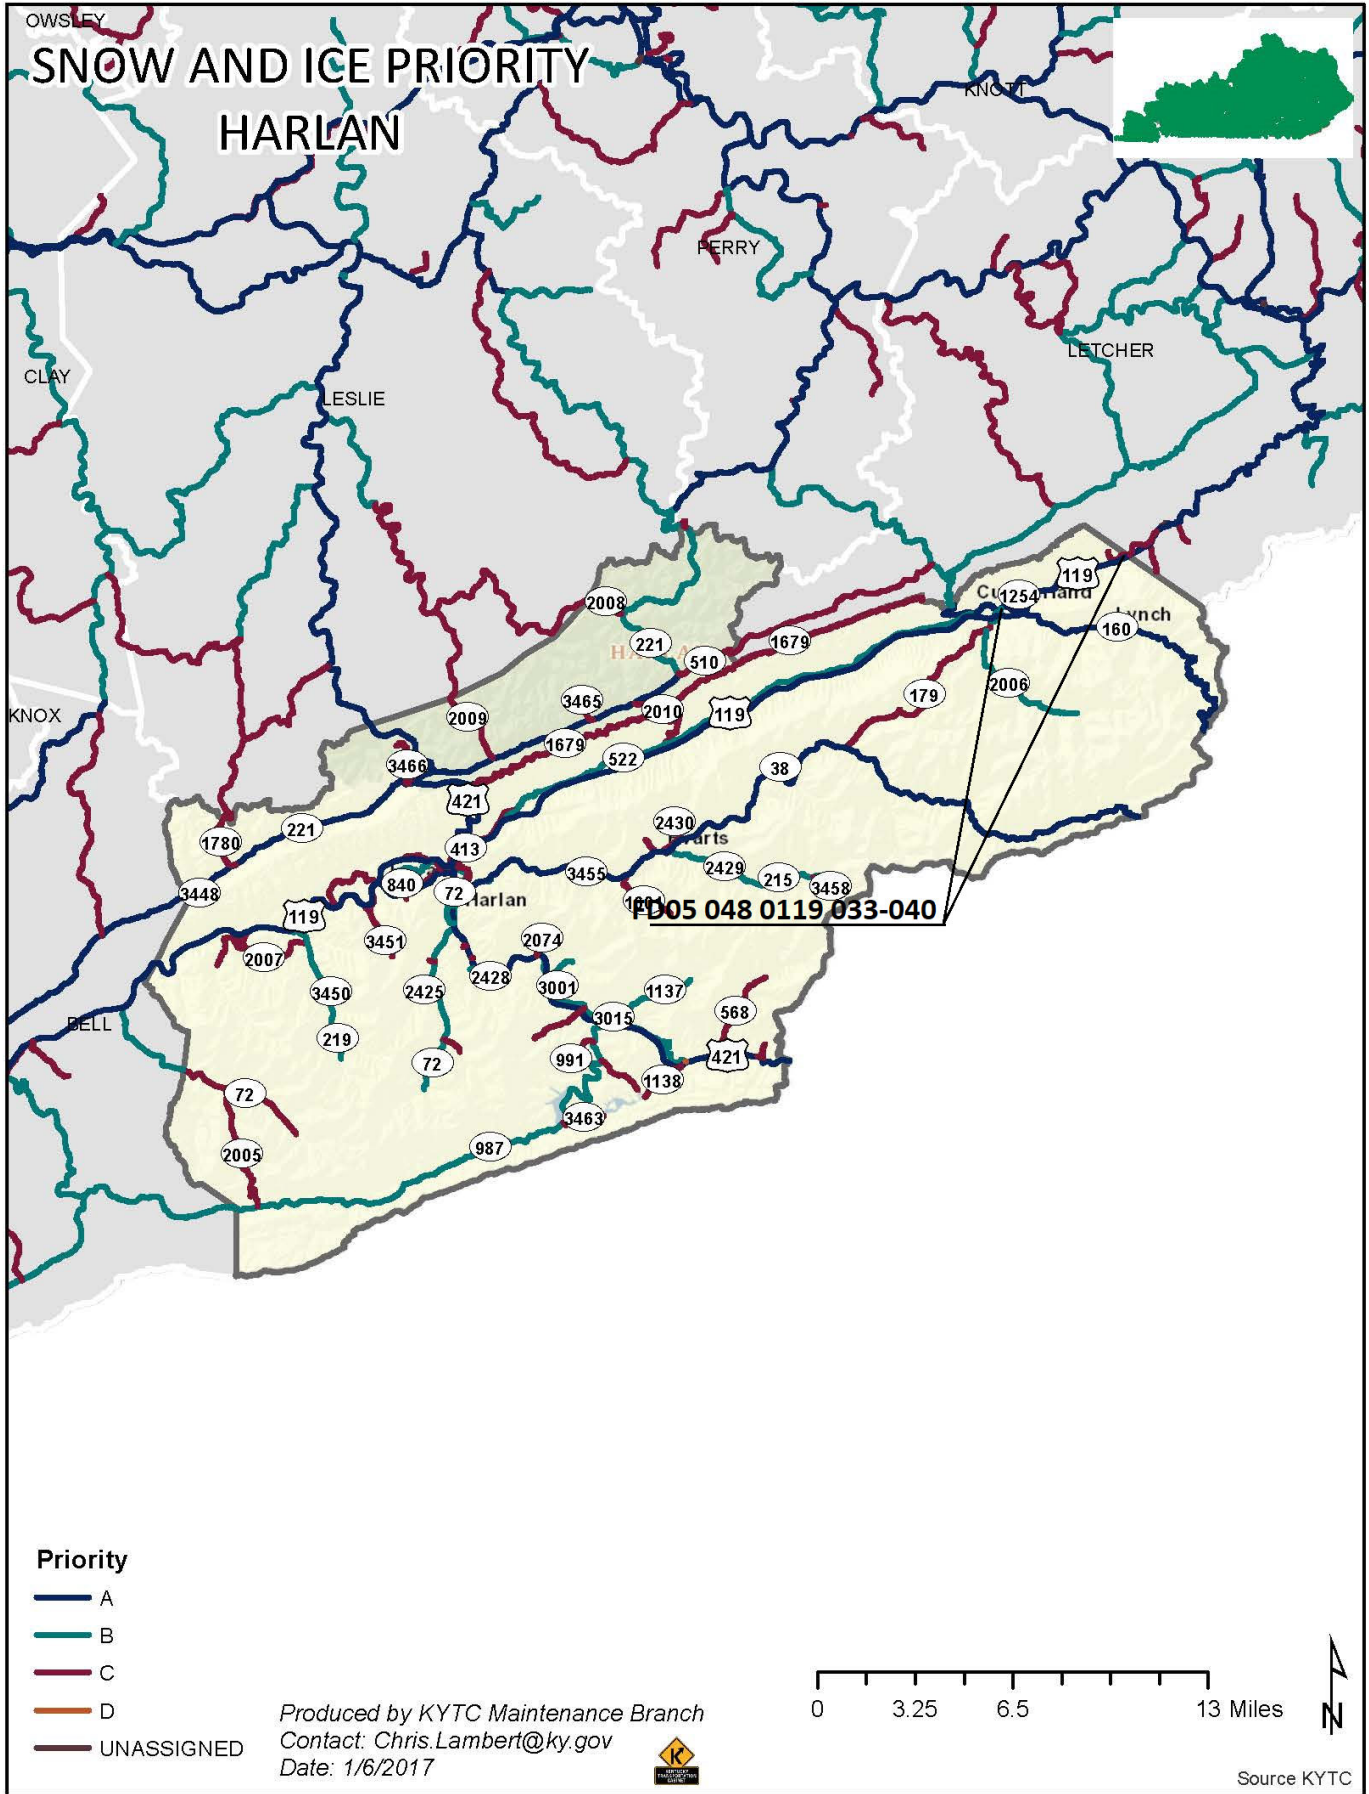 OWSLEY
SNOW AND ICE PRIORITY
HARLAN
KNOTT
PERRY
LETCHER
CLAY
LESLIE
KNOX
BELL
119
1254
Lynch
160
2008
221
510
1679
2006
179
3465
2010
119
2009
1679
522
38
3466
421
221
1780
413
2430
3448
840
72
Harlan
3455
2429
215
3458
119
FD05 048 0119 033-040
3451
2074
2007
2428
3450
2425
3001
1137
568
3015
219
72
991
421
1138
72
3463
987
2005
Priority
A
B
C
D
UNASSIGNED
Produced by KYTC Maintenance Branch
Contact: Chris.Lambert@ky.gov
Date: 1/6/2017
KENTUCKY
TRANSPORTATION
CABINET
0 3.25 6.5 13 Miles
N
Source KYTC